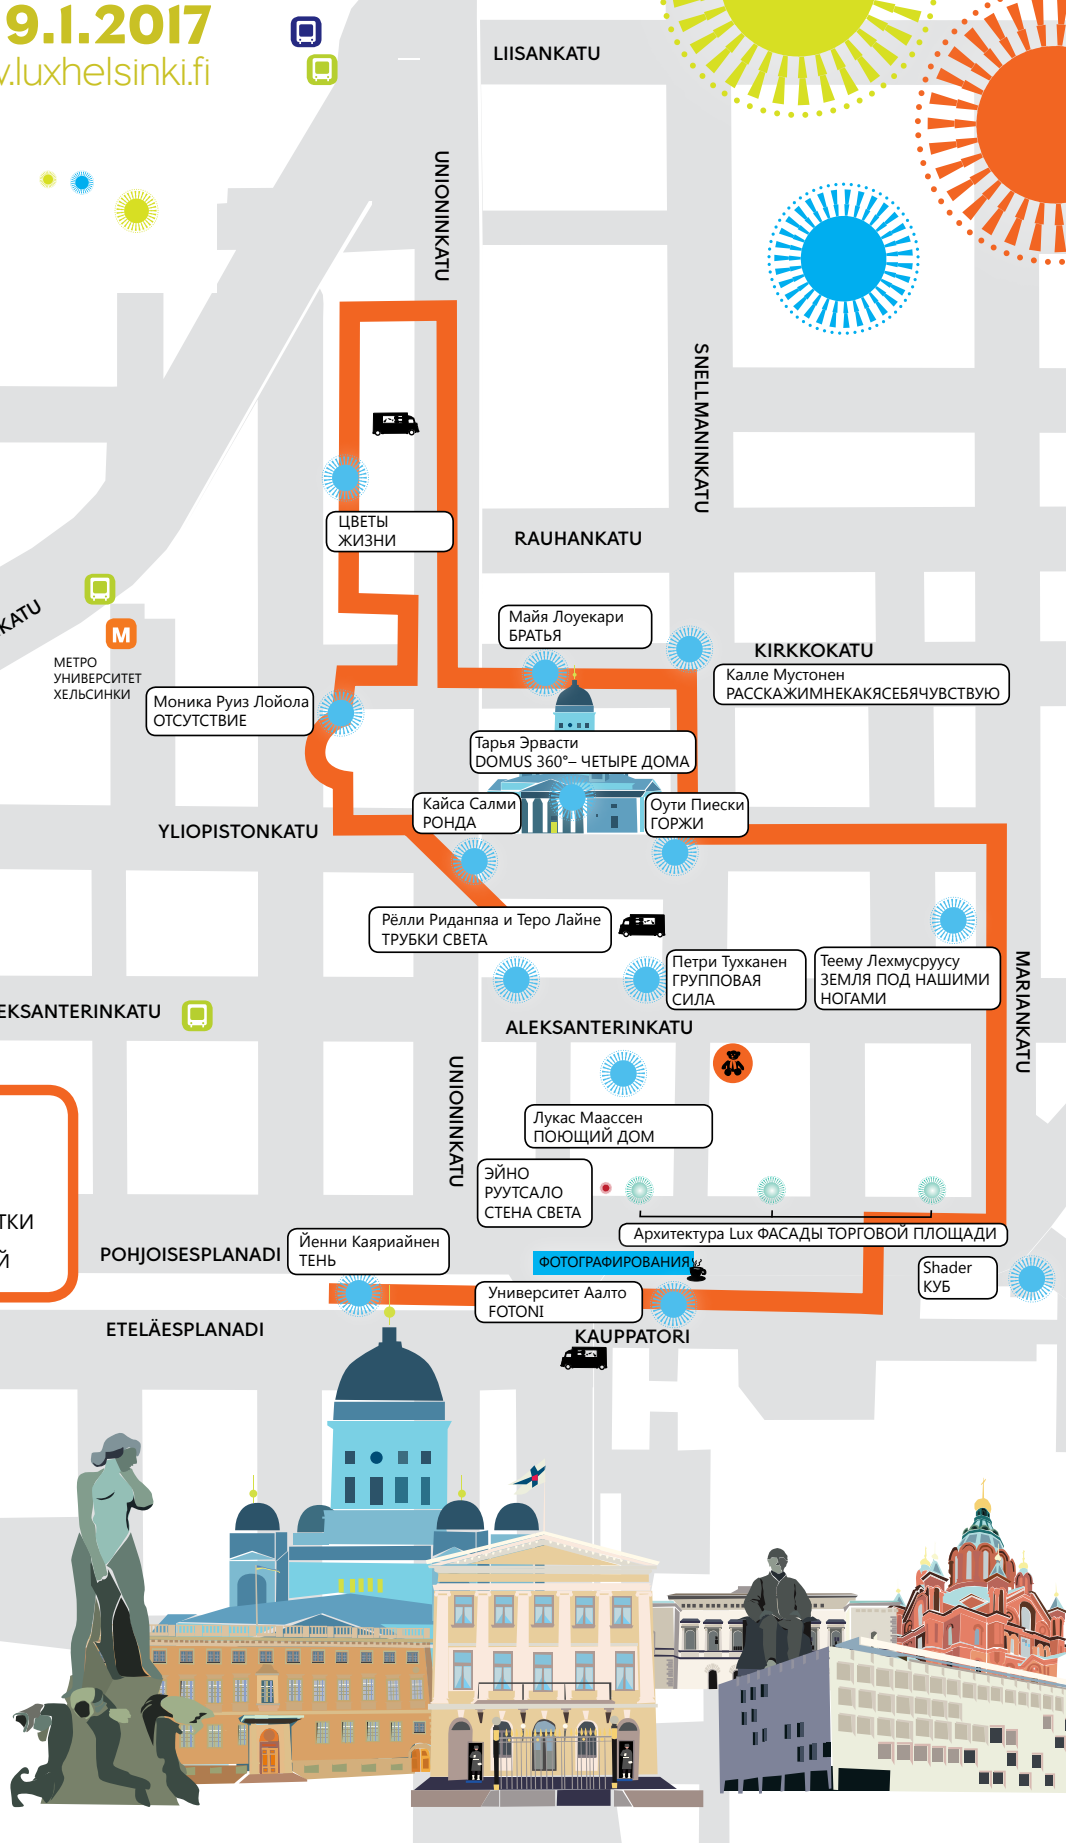 9.1.2017
.luxhelsinki.fi
LIISANKATU
UNIONINKATU
SNELLMANINKATU
ЦВЕТЫ
ЖИЗНИ
RAUHANKATU
KATU
M
МЕТРО
УНИВЕРСИТЕТ
ХЕЛЬСИНКИ
Майя Лоуекари
БРАТЬЯ
KIRKKOKATU
Калле Мустонен
РАССКАЖИМНЕКАКЯСЕБЯЧУВСТВУЮ
Моника Руиз Лойола
ОТСУТСТВИЕ
Тарья Эрвасти
DOMUS 360°– ЧЕТЫРЕ ДОМА
Кайса Салми
РОНДА
Оути Пиески
ГОРЖИ
YLIOPISTONKATU
Рёлли Риданпяа и Теро Лайне
ТРУБКИ СВЕТА
Петри Тухканен
ГРУППОВАЯ
СИЛА
Теему Лехмусруусу
ЗЕМЛЯ ПОД НАШИМИ
НОГАМИ
MARIANKATU
EKSANTERINKATU
ALEKSANTERINKATU
UNIONINKATU
Лукас Маассен
ПОЮЩИЙ ДОМ
ЭЙНО
РУУТСАЛО
СТЕНА СВЕТА
ТКИ
Й
Архитектура Lux ФАСАДЫ ТОРГОВОЙ ПЛОЩАДИ
POHJOISESPLANADI
Йенни Каяриайнен
ТЕНЬ
ФОТОГРАФИРОВАНИЯ
Shader
КУБ
Университет Аалто
FOTONI
ETELÄESPLANADI
KAUPPATORI